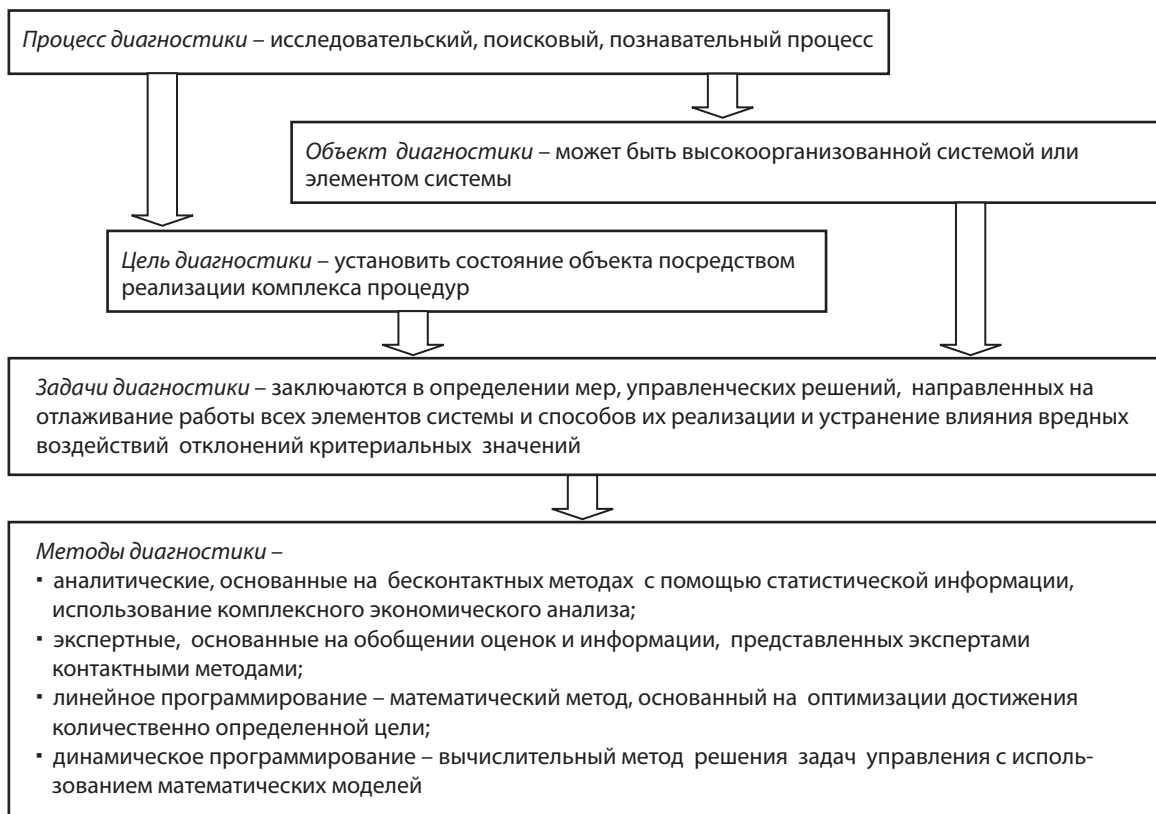 Процесс диагностики – исследовательский, поисковый, познавательный процесс
Объект диагностики – может быть высокоорганизованной системой или
элементом системы
Цель диагностики – установить состояние объекта посредством
реализации комплекса процедур
Задачи диагностики – заключаются в определении мер, управленческих решений, направленных на
отлаживание работы всех элементов системы и способов их реализации и устранение влияния вредных
воздействий отклонений критериальных значений
Методы диагностики –
▪ аналитические, основанные на бесконтактных методах с помощью статистической информации,
использование комплексного экономического анализа;
▪ экспертные, основанные на обобщении оценок и информации, представленных экспертами
контактными методами;
▪ линейное программирование – математический метод, основанный на оптимизации достижения
количественно определенной цели;
▪ динамическое программирование – вычислительный метод решения задач управления с исполь-
зованием математических моделей